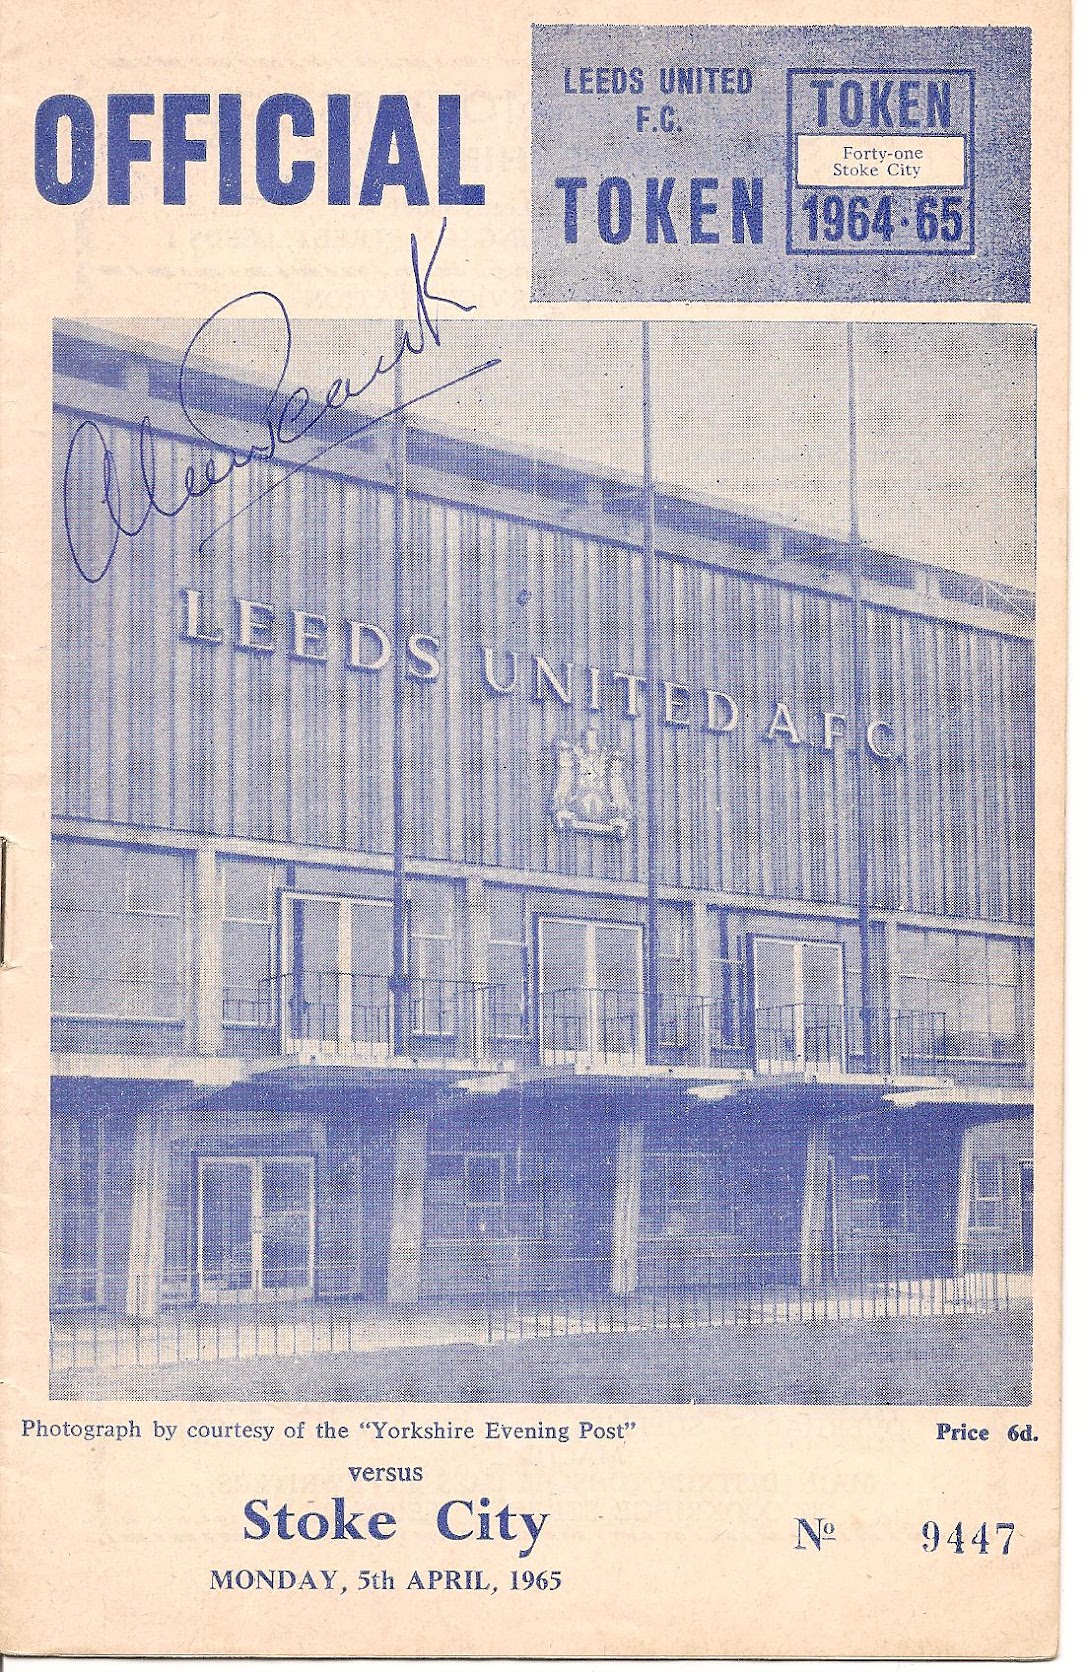 OFFICIAL
LEEDS UNITED
F.C.
TOKEN
TOKEN
Forty-one
Stoke City
1964·65
LEEDS UNITED A.F.C.
Photograph by courtesy of the "Yorkshire Evening Post"
Price 6d.
versus
Stoke City
MONDAY, 5th APRIL, 1965
Nº 9447